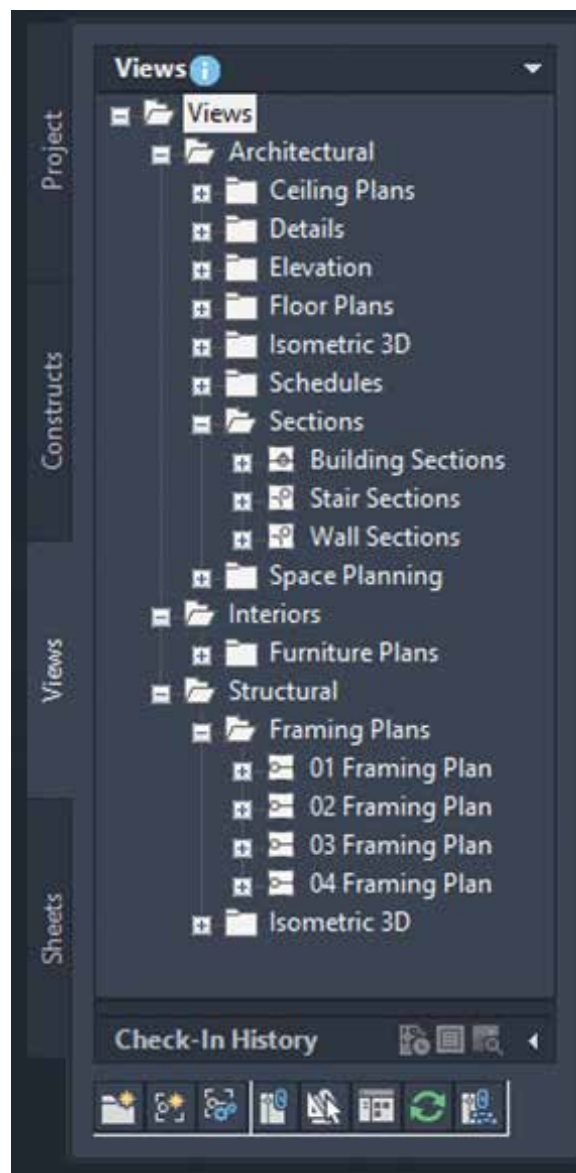 Project
Constructs
Views
Sheets
Views
Views
Architectural
Ceiling Plans
Details
Elevation
Floor Plans
Isometric 3D
Schedules
Sections
Building Sections
Stair Sections
Wall Sections
Space Planning
Interiors
Furniture Plans
Structural
Framing Plans
01 Framing Plan
02 Framing Plan
03 Framing Plan
04 Framing Plan
Isometric 3D
Check-In History